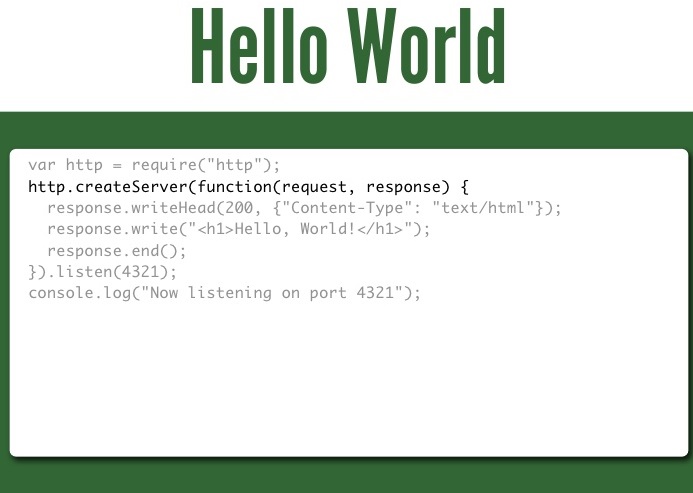 Hello World
var http = require("http");
http.createServer(function(request, response) {
  response.writeHead(200, {"Content-Type": "text/html"});
  response.write("<h1>Hello, World!</h1>");
  response.end();
}).listen(4321);
console.log("Now listening on port 4321");